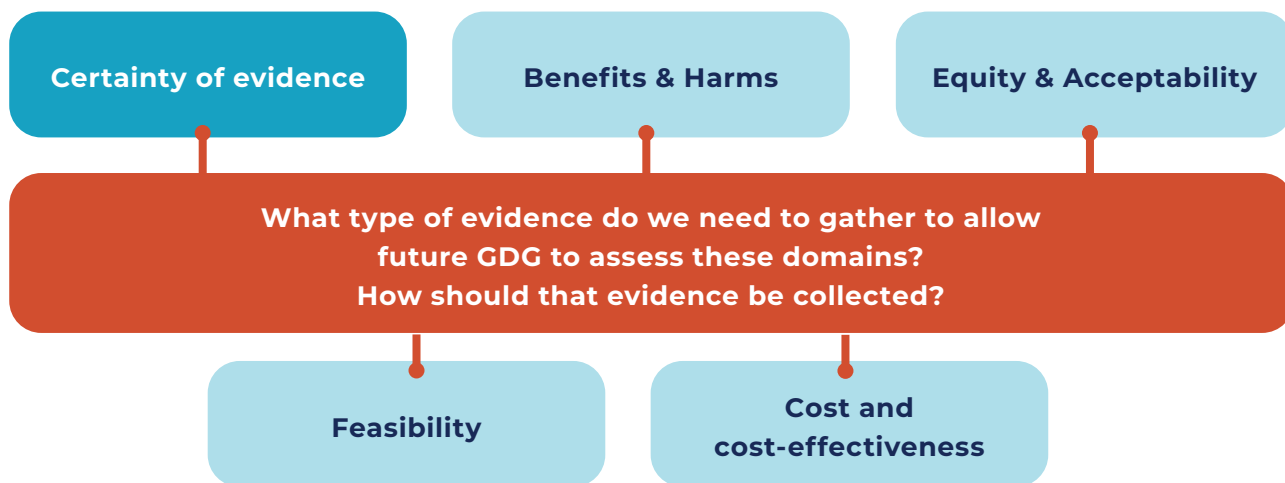 Certainty of evidence
Benefits & Harms
Equity & Acceptability
What type of evidence do we need to gather to allow
future GDG to assess these domains?
How should that evidence be collected?
Feasibility
Cost and
cost-effectiveness